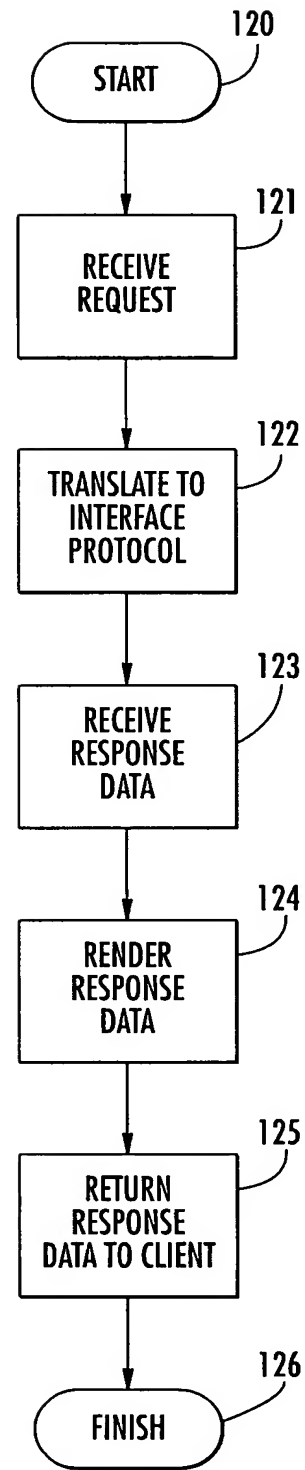 120
START
121
RECEIVE
REQUEST
122
TRANSLATE TO
INTERFACE
PROTOCOL
123
RECEIVE
RESPONSE
DATA
124
RENDER
RESPONSE
DATA
125
RETURN
RESPONSE
DATA TO CLIENT
126
FINISH